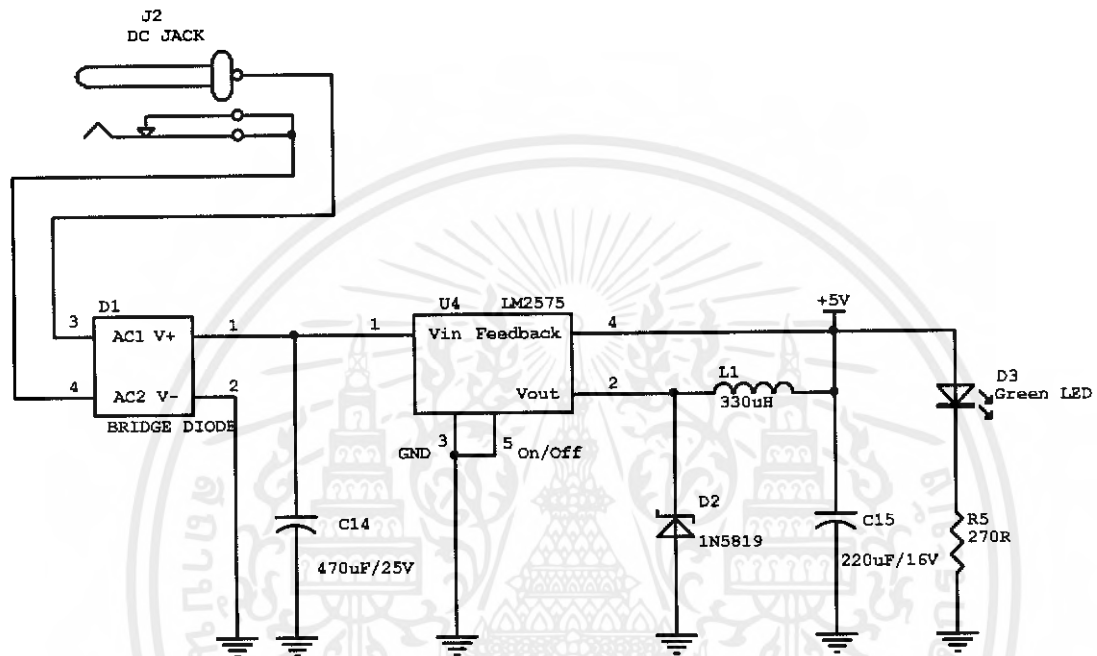 J2
DC JACK
D1
3
AC1 V+
1
4
AC2 V-
2
BRIDGE DIODE
C14
470uF/25V
U4 LM2575
1
Vin Feedback
4
Vout
2
GND
3
5
On/Off
L1
330uH
D2
1N5819
+5V
C15
220uF/16V
D3
Green LED
R5
270R